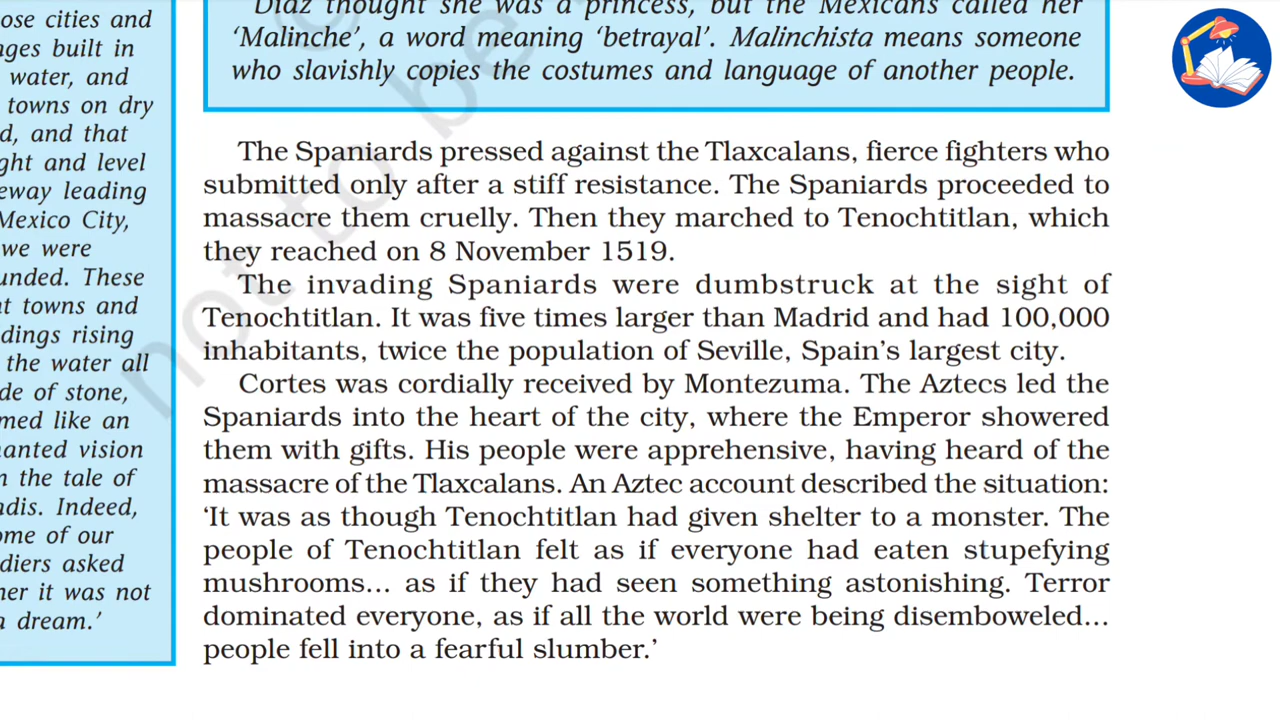 ose cities and
nges built in
water, and
towns on dry
d, and that
ght and level
eway leading
Mexico City,
we were
unded. These
at towns and
dings rising
the water all
de of stone,
med like an
anted vision
n the tale of
dis. Indeed,
ome of our
diers asked
her it was not
a dream.’
Diaz thought she was a princess, but the Mexicans called her
‘Malinche’, a word meaning ‘betrayal’. Malinchista means someone
who slavishly copies the costumes and language of another people.
The Spaniards pressed against the Tlaxcalans, fierce fighters who
submitted only after a stiff resistance. The Spaniards proceeded to
massacre them cruelly. Then they marched to Tenochtitlan, which
they reached on 8 November 1519.
The invading Spaniards were dumbstruck at the sight of
Tenochtitlan. It was five times larger than Madrid and had 100,000
inhabitants, twice the population of Seville, Spain’s largest city.
Cortes was cordially received by Montezuma. The Aztecs led the
Spaniards into the heart of the city, where the Emperor showered
them with gifts. His people were apprehensive, having heard of the
massacre of the Tlaxcalans. An Aztec account described the situation:
‘It was as though Tenochtitlan had given shelter to a monster. The
people of Tenochtitlan felt as if everyone had eaten stupefying
mushrooms... as if they had seen something astonishing. Terror
dominated everyone, as if all the world were being disemboweled...
people fell into a fearful slumber.’
not to be